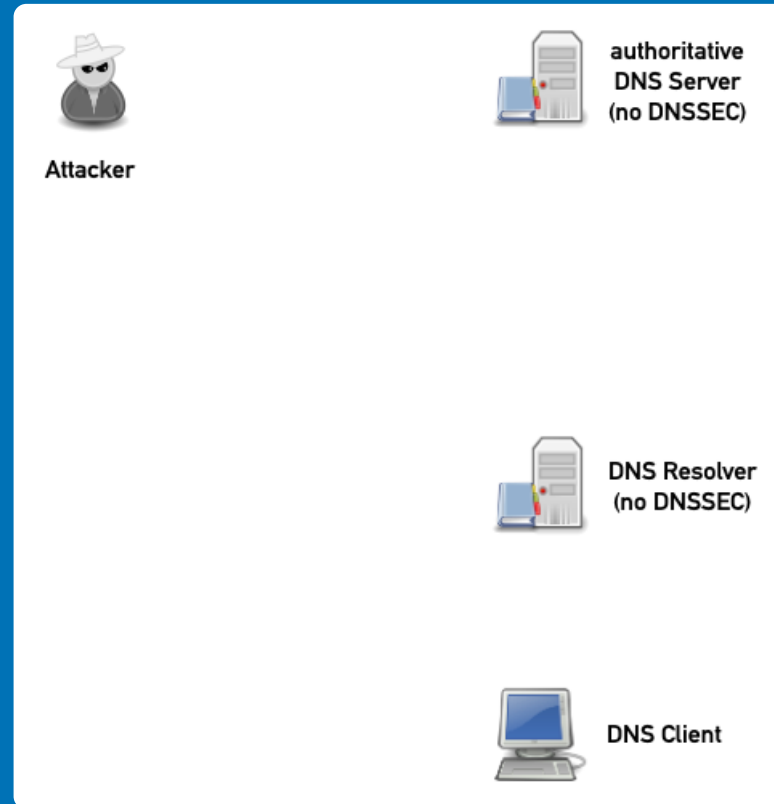 authoritative
DNS Server
(no DNSSEC)
Attacker
DNS Resolver
(no DNSSEC)
DNS Client